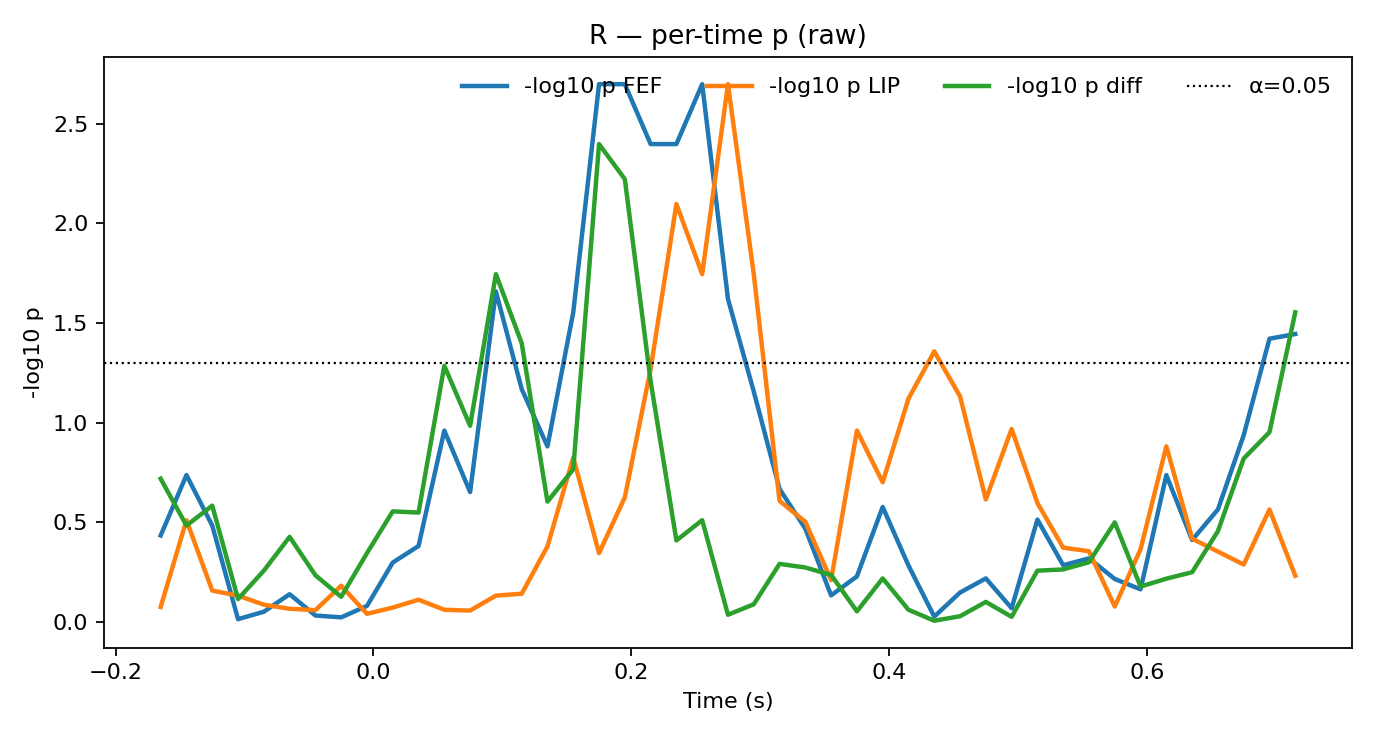 R — per-time p (raw)
-log10 p FEF -log10 p LIP -log10 p diff α=0.05
2.5
2.0
1.5
1.0
0.5
0.0
-log10 p
−0.2 0.0 0.2 0.4 0.6
Time (s)